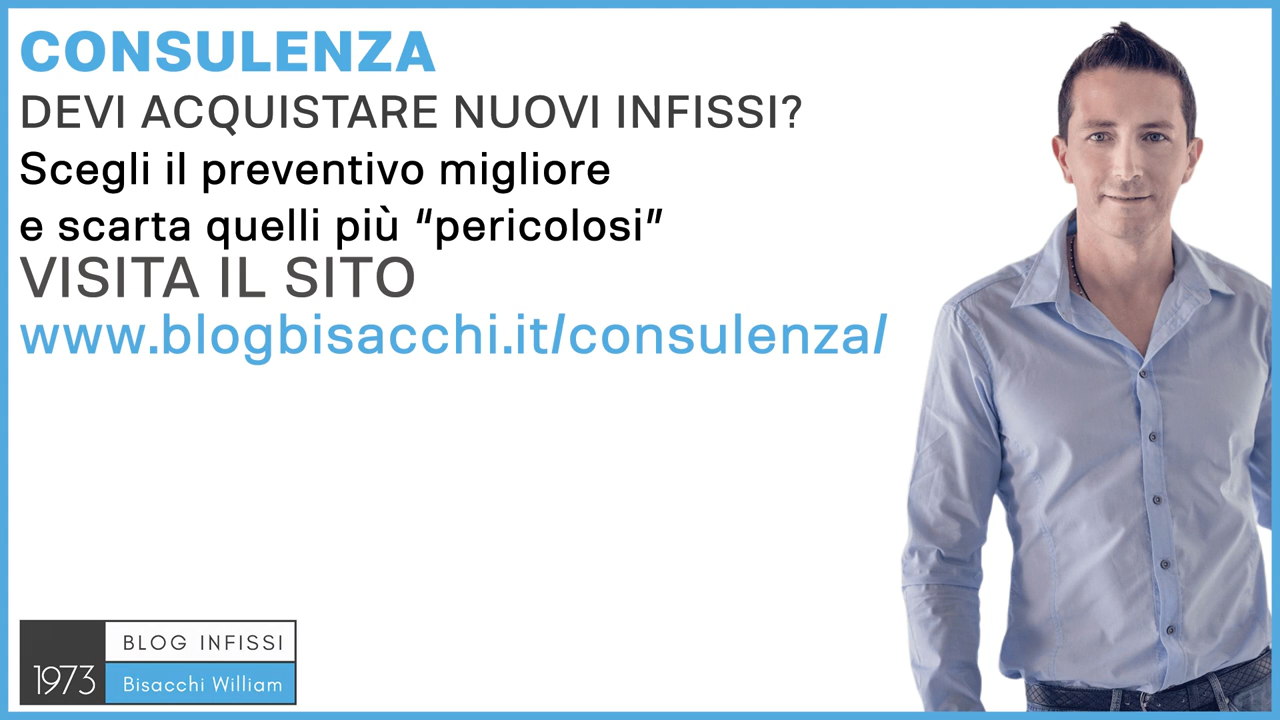 CONSULENZA
DEVI ACQUISTARE NUOVI INFISSI?
Scegli il preventivo migliore
e scarta quelli più “pericolosi”
VISITA IL SITO
www.blogbisacchi.it/consulenza/
1973
BLOG INFISSI
Bisacchi William